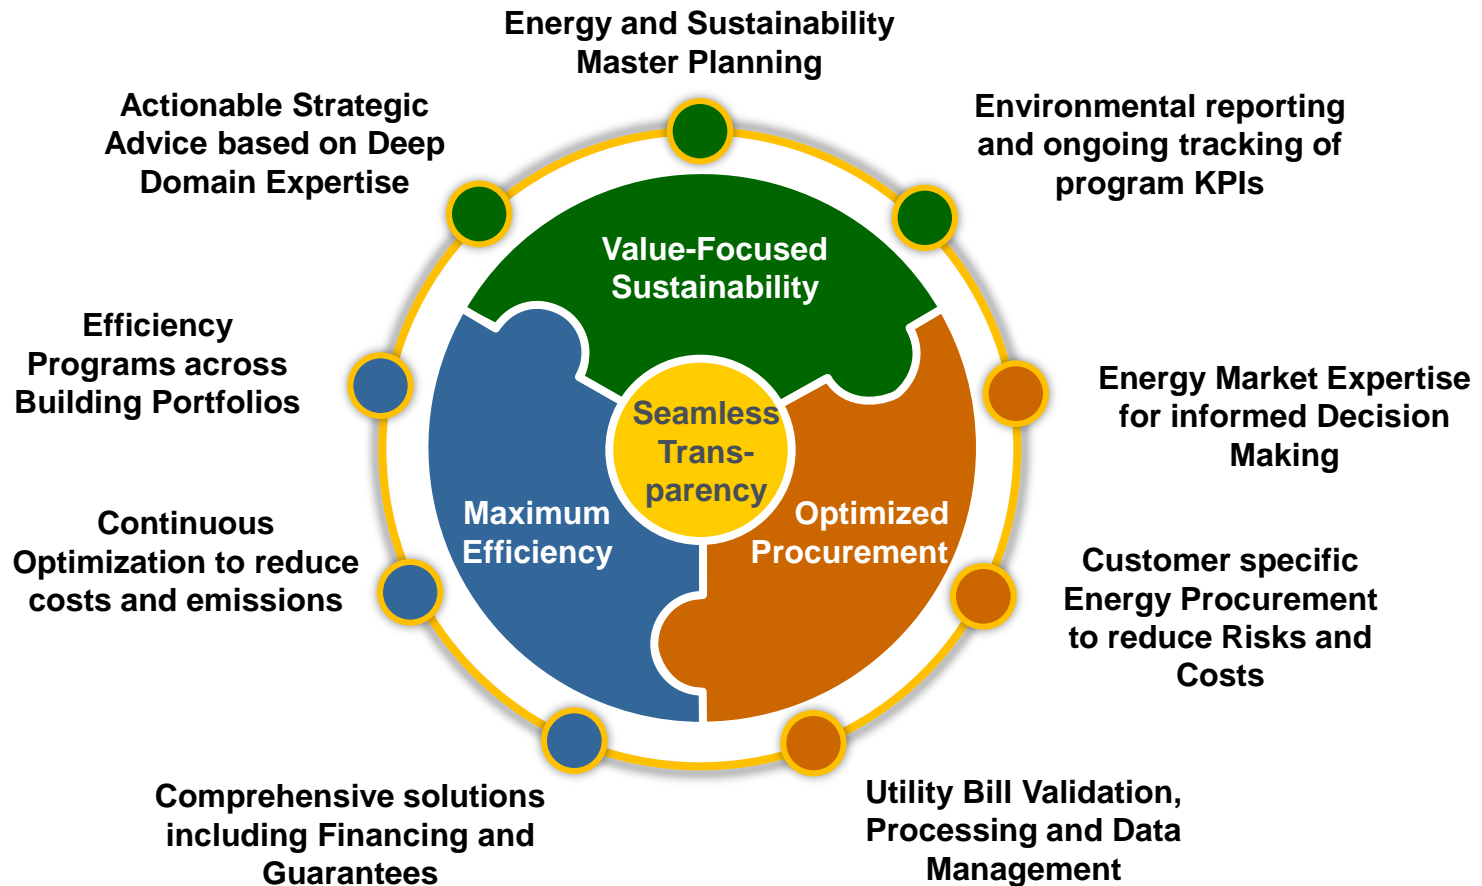 Energy and Sustainability
Master Planning
Actionable Strategic
Advice based on Deep
Domain Expertise
Environmental reporting
and ongoing tracking of
program KPIs
Value-Focused
Sustainability
Efficiency
Programs across
Building Portfolios
Energy Market Expertise
for informed Decision
Making
Seamless
Trans-
parency
Maximum
Efficiency
Optimized
Procurement
Continuous
Optimization to reduce
costs and emissions
Customer specific
Energy Procurement
to reduce Risks and
Costs
Comprehensive solutions
including Financing and
Guarantees
Utility Bill Validation,
Processing and Data
Management